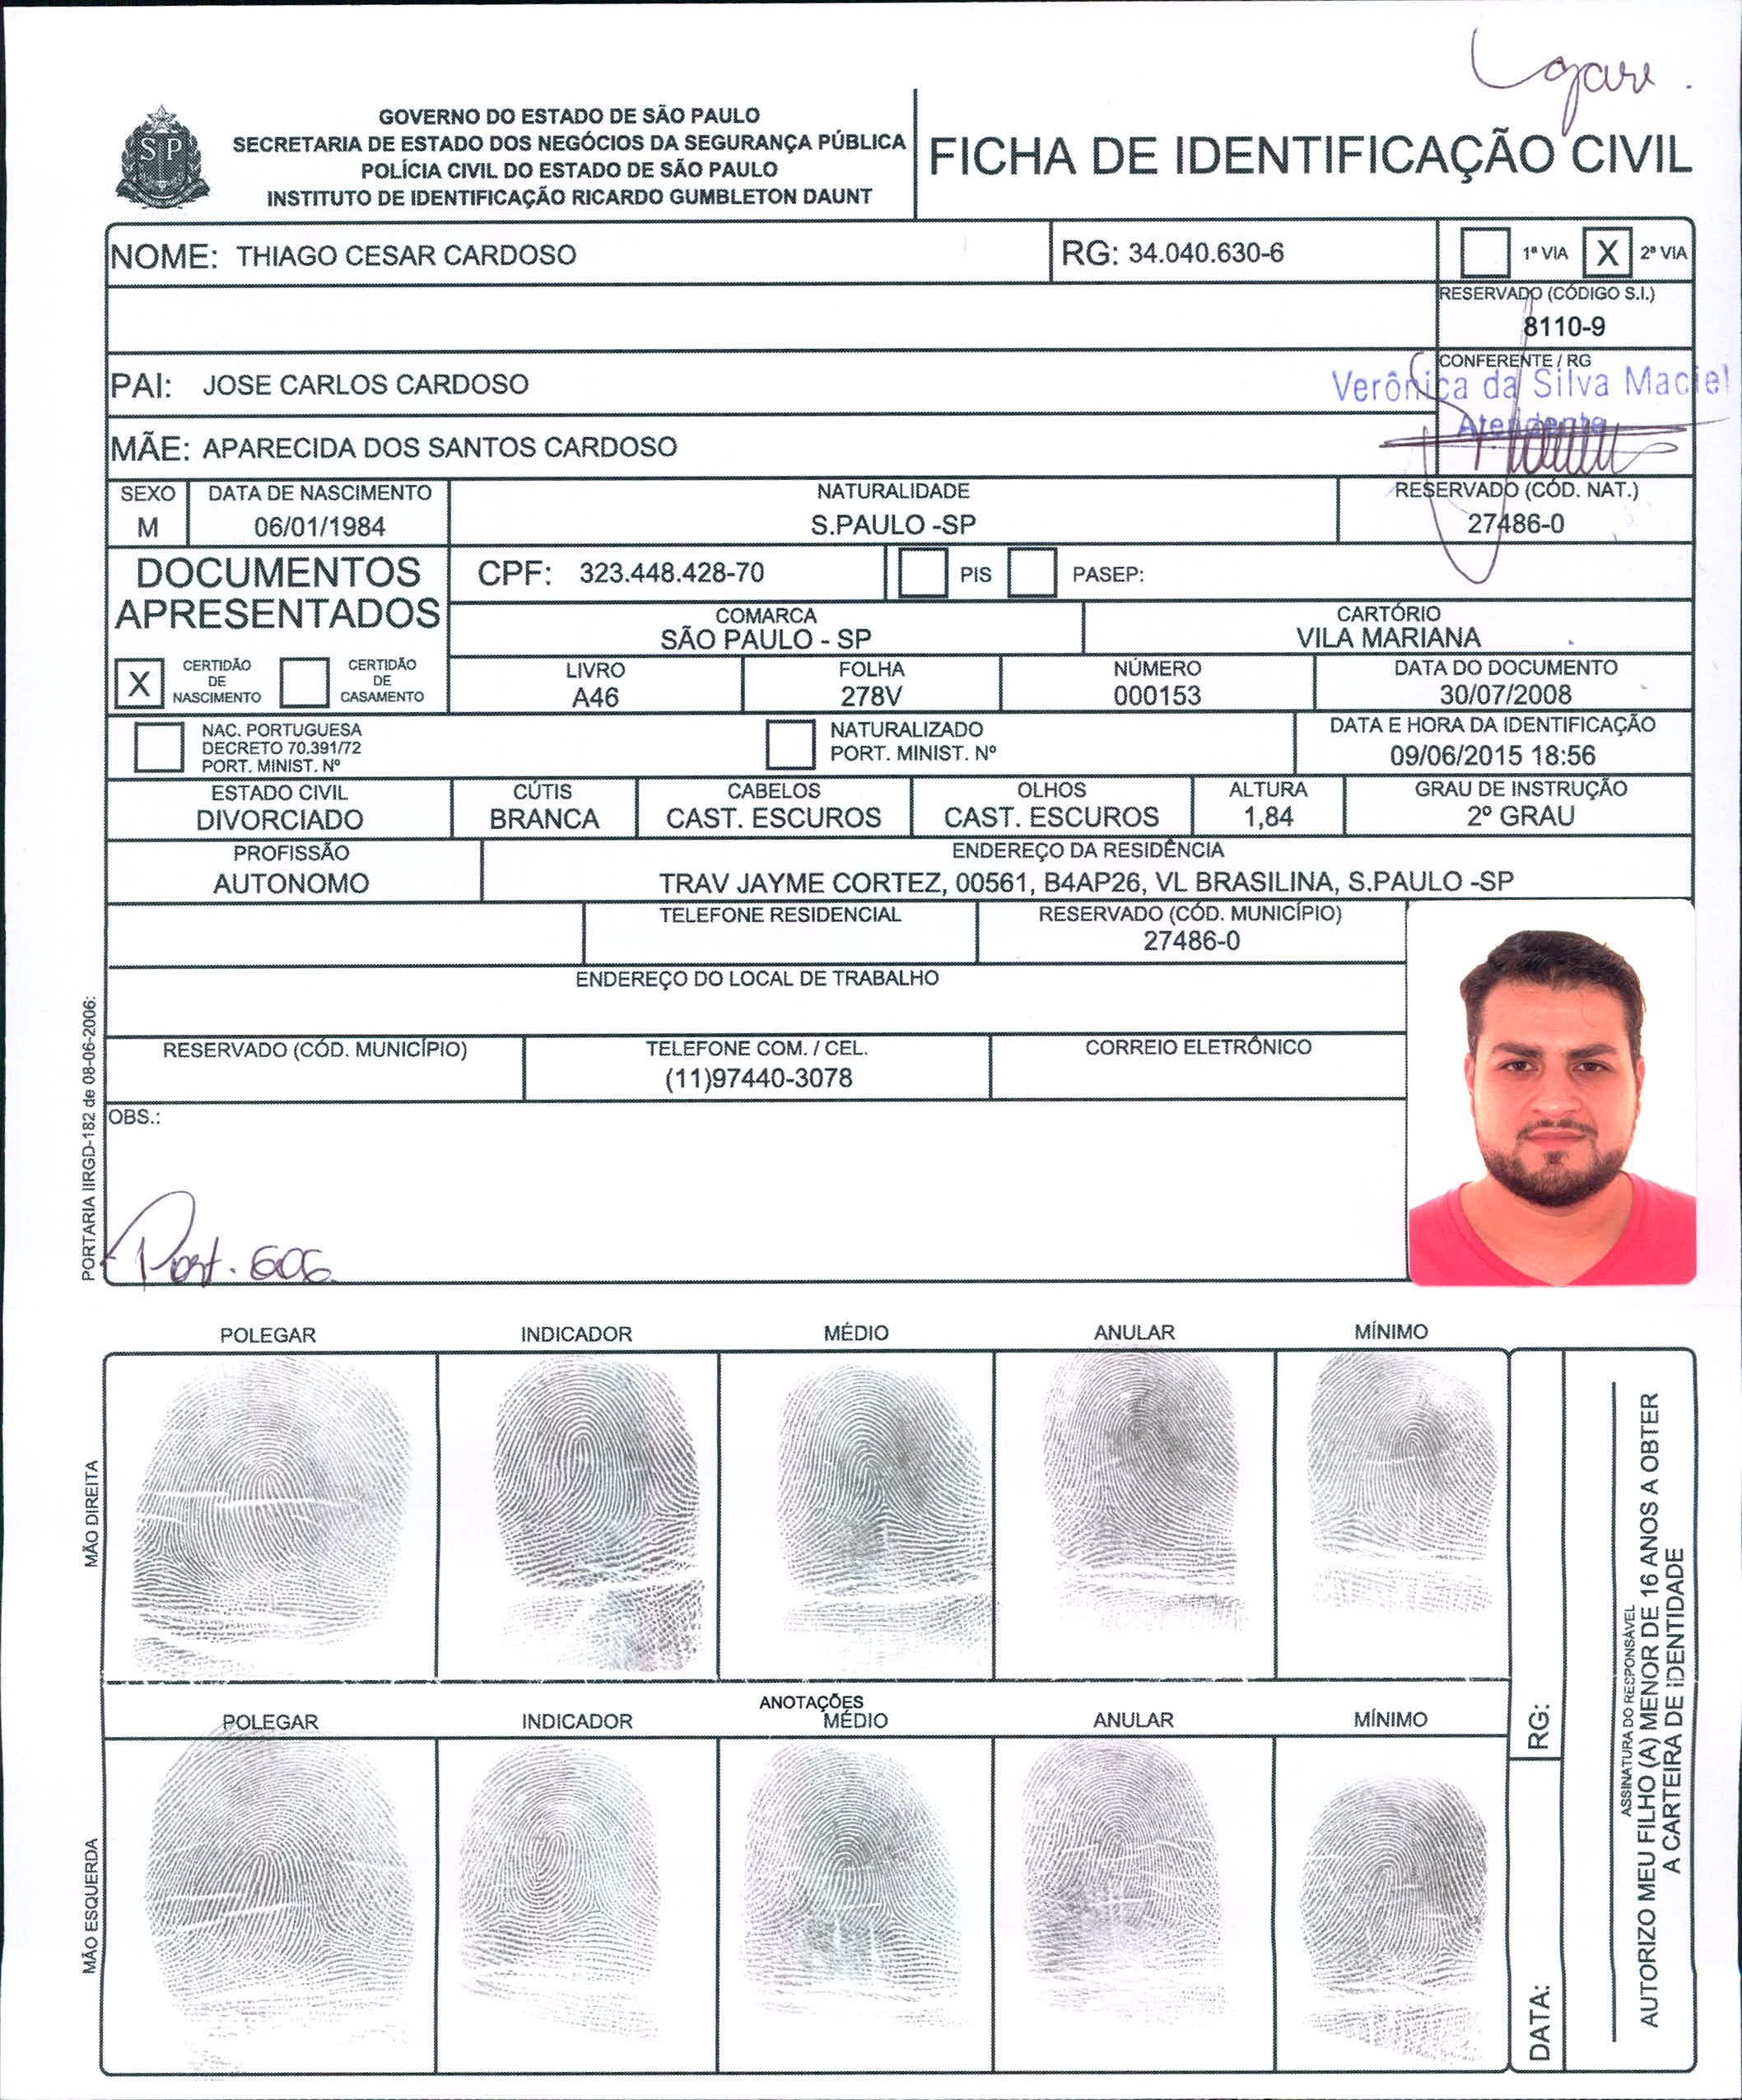 GOVERNO DO ESTADO DE SÃO PAULO
SECRETARIA DE ESTADO DOS NEGÓCIOS DA SEGURANÇA PÚBLICA
POLÍCIA CIVIL DO ESTADO DE SÃO PAULO
INSTITUTO DE IDENTIFICAÇÃO RICARDO GUMBLETON DAUNT
SP
FICHA DE IDENTIFICAÇÃO CIVIL
NOME: THIAGO CESAR CARDOSO
RG: 34.040.630-6
1ª VIA X 2ª VIA
RESERVADO (CÓDIGO S.I.)
8110-9
PAI: JOSE CARLOS CARDOSO
CONFERENTE / RG
Verônica da Silva Maciel
Atendente
MÃE: APARECIDA DOS SANTOS CARDOSO
SEXO
M
DATA DE NASCIMENTO
06/01/1984
NATURALIDADE
S.PAULO -SP
RESERVADO (CÓD. NAT.)
27486-0
DOCUMENTOS
APRESENTADOS
CPF: 323.448.428-70
PIS
PASEP:
COMARCA
SÃO PAULO - SP
CARTÓRIO
VILA MARIANA
X
CERTIDÃO
DE
NASCIMENTO
CERTIDÃO
DE
CASAMENTO
LIVRO
A46
FOLHA
278V
NÚMERO
000153
DATA DO DOCUMENTO
30/07/2008
NAC. PORTUGUESA
DECRETO 70.391/72
PORT. MINIST. Nº
NATURALIZADO
PORT. MINIST. Nº
DATA E HORA DA IDENTIFICAÇÃO
09/06/2015 18:56
ESTADO CIVIL
DIVORCIADO
CÚTIS
BRANCA
CABELOS
CAST. ESCUROS
OLHOS
CAST. ESCUROS
ALTURA
1,84
GRAU DE INSTRUÇÃO
2º GRAU
PROFISSÃO
AUTONOMO
ENDEREÇO DA RESIDÊNCIA
TRAV JAYME CORTEZ, 00561, B4AP26, VL BRASILINA, S.PAULO -SP
TELEFONE RESIDENCIAL
RESERVADO (CÓD. MUNICÍPIO)
27486-0
ENDEREÇO DO LOCAL DE TRABALHO
RESERVADO (CÓD. MUNICÍPIO)
TELEFONE COM. / CEL.
(11)97440-3078
CORREIO ELETRÔNICO
OBS.:
Port. 606
PORTARIA IIRGD-182 de 08-06-2006:
POLEGAR INDICADOR MÉDIO ANULAR MÍNIMO
MÃO DIREITA
ANOTAÇÕES
POLEGAR INDICADOR MÉDIO ANULAR MÍNIMO
MÃO ESQUERDA
RG:
DATA:
ASSINATURA DO RESPONSÁVEL
AUTORIZO MEU FILHO (A) MENOR DE 16 ANOS A OBTER
A CARTEIRA DE IDENTIDADE